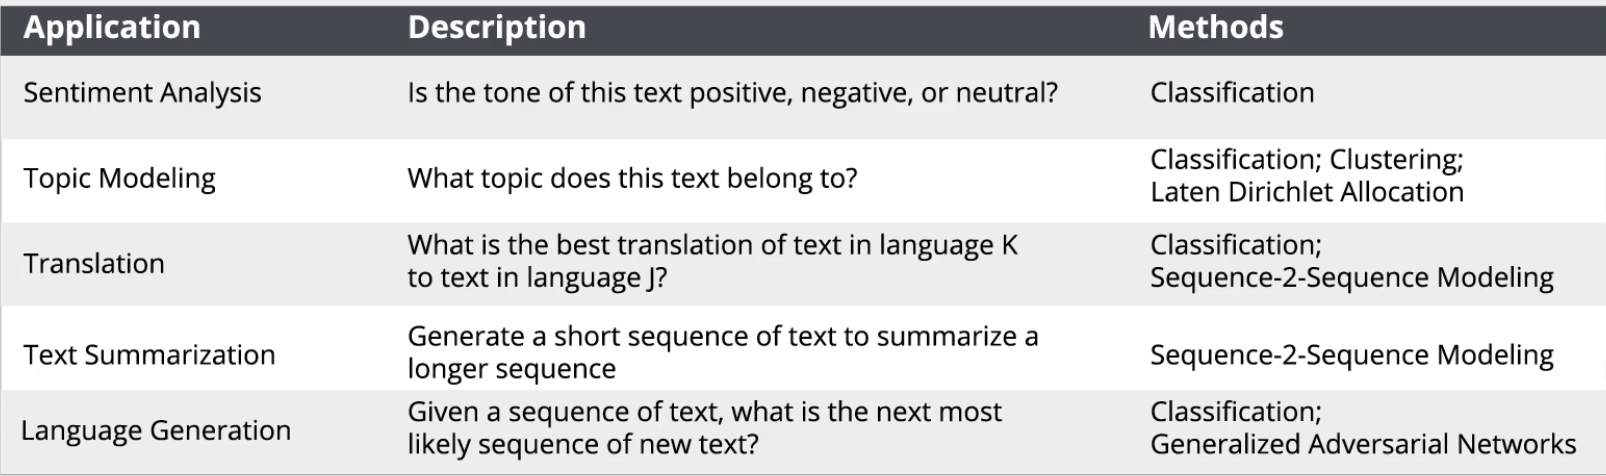 Application Description Methods
Sentiment Analysis Is the tone of this text positive, negative, or neutral? Classification
Topic Modeling What topic does this text belong to? Classification; Clustering;
Laten Dirichlet Allocation
Translation What is the best translation of text in language K
to text in language J? Classification;
Sequence-2-Sequence Modeling
Text Summarization Generate a short sequence of text to summarize a
longer sequence Sequence-2-Sequence Modeling
Language Generation Given a sequence of text, what is the next most
likely sequence of new text? Classification;
Generalized Adversarial Networks